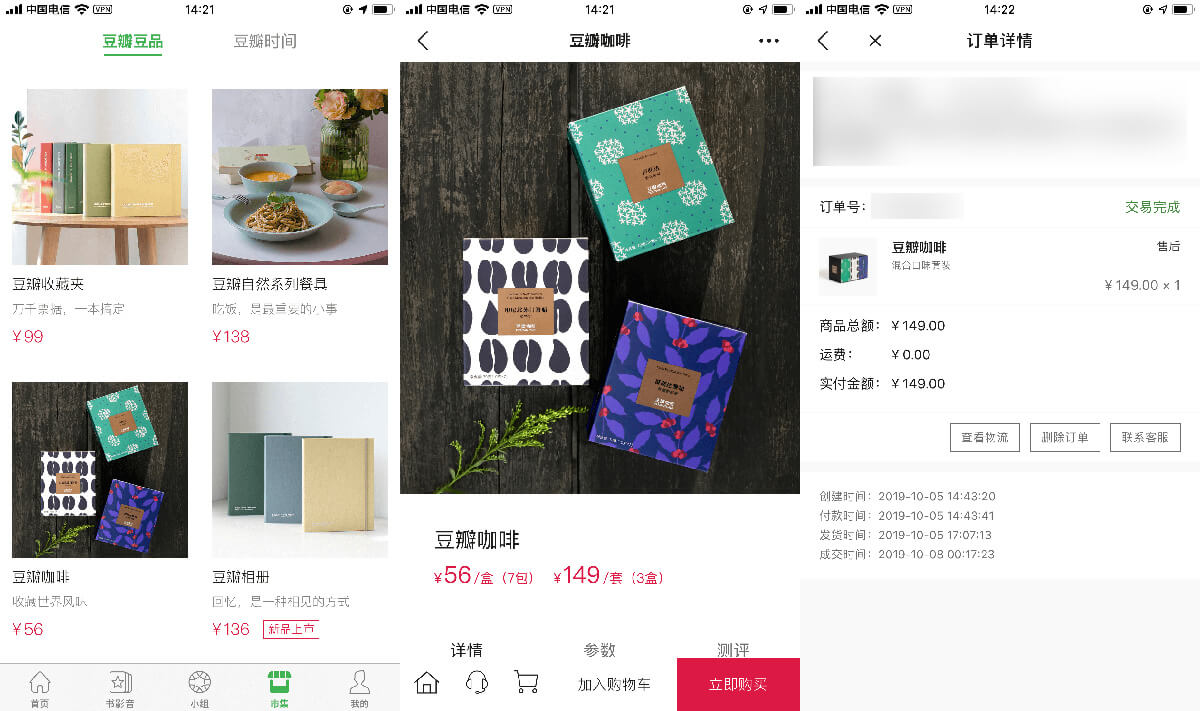 中国电信 VPN 14:21
豆瓣豆品 豆瓣时间
豆瓣收藏夹 豆瓣自然系列餐具
万千票据，一本搞定 吃饭，是最重要的小事
¥99 ¥138
豆瓣咖啡 豆瓣相册
收藏世界风味 回忆，是一种相见的方式
¥56 ¥136 新品上市
首页 书影音 小组 市集 我的
中国电信 VPN 14:21
豆瓣咖啡
豆瓣咖啡
¥56/盒（7包） ¥149/套（3盒）
详情 参数 测评
加入购物车 立即购买
中国电信 VPN 14:22
订单详情
订单号： 交易完成
豆瓣咖啡 售后
混合口味套装
¥149.00 × 1
商品总额： ¥149.00
运费： ¥0.00
实付金额： ¥149.00
查看物流 删除订单 联系客服
创建时间：2019-10-05 14:43:20
付款时间：2019-10-05 14:43:41
发货时间：2019-10-05 17:07:13
成交时间：2019-10-08 00:17:23